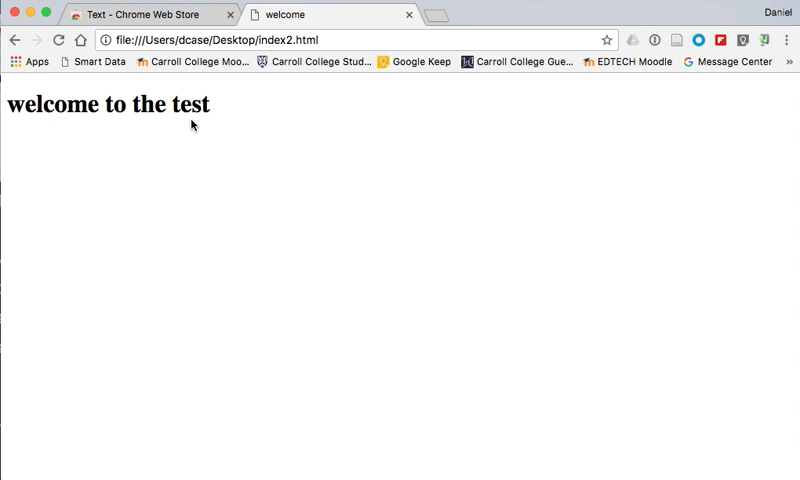 Text - Chrome Web Store
welcome
Daniel
file:///Users/dcase/Desktop/index2.html
Apps
Smart Data
Carroll College Moo...
Carroll College Stud...
Google Keep
Carroll College Gue...
EDTECH Moodle
Message Center
»
welcome to the test